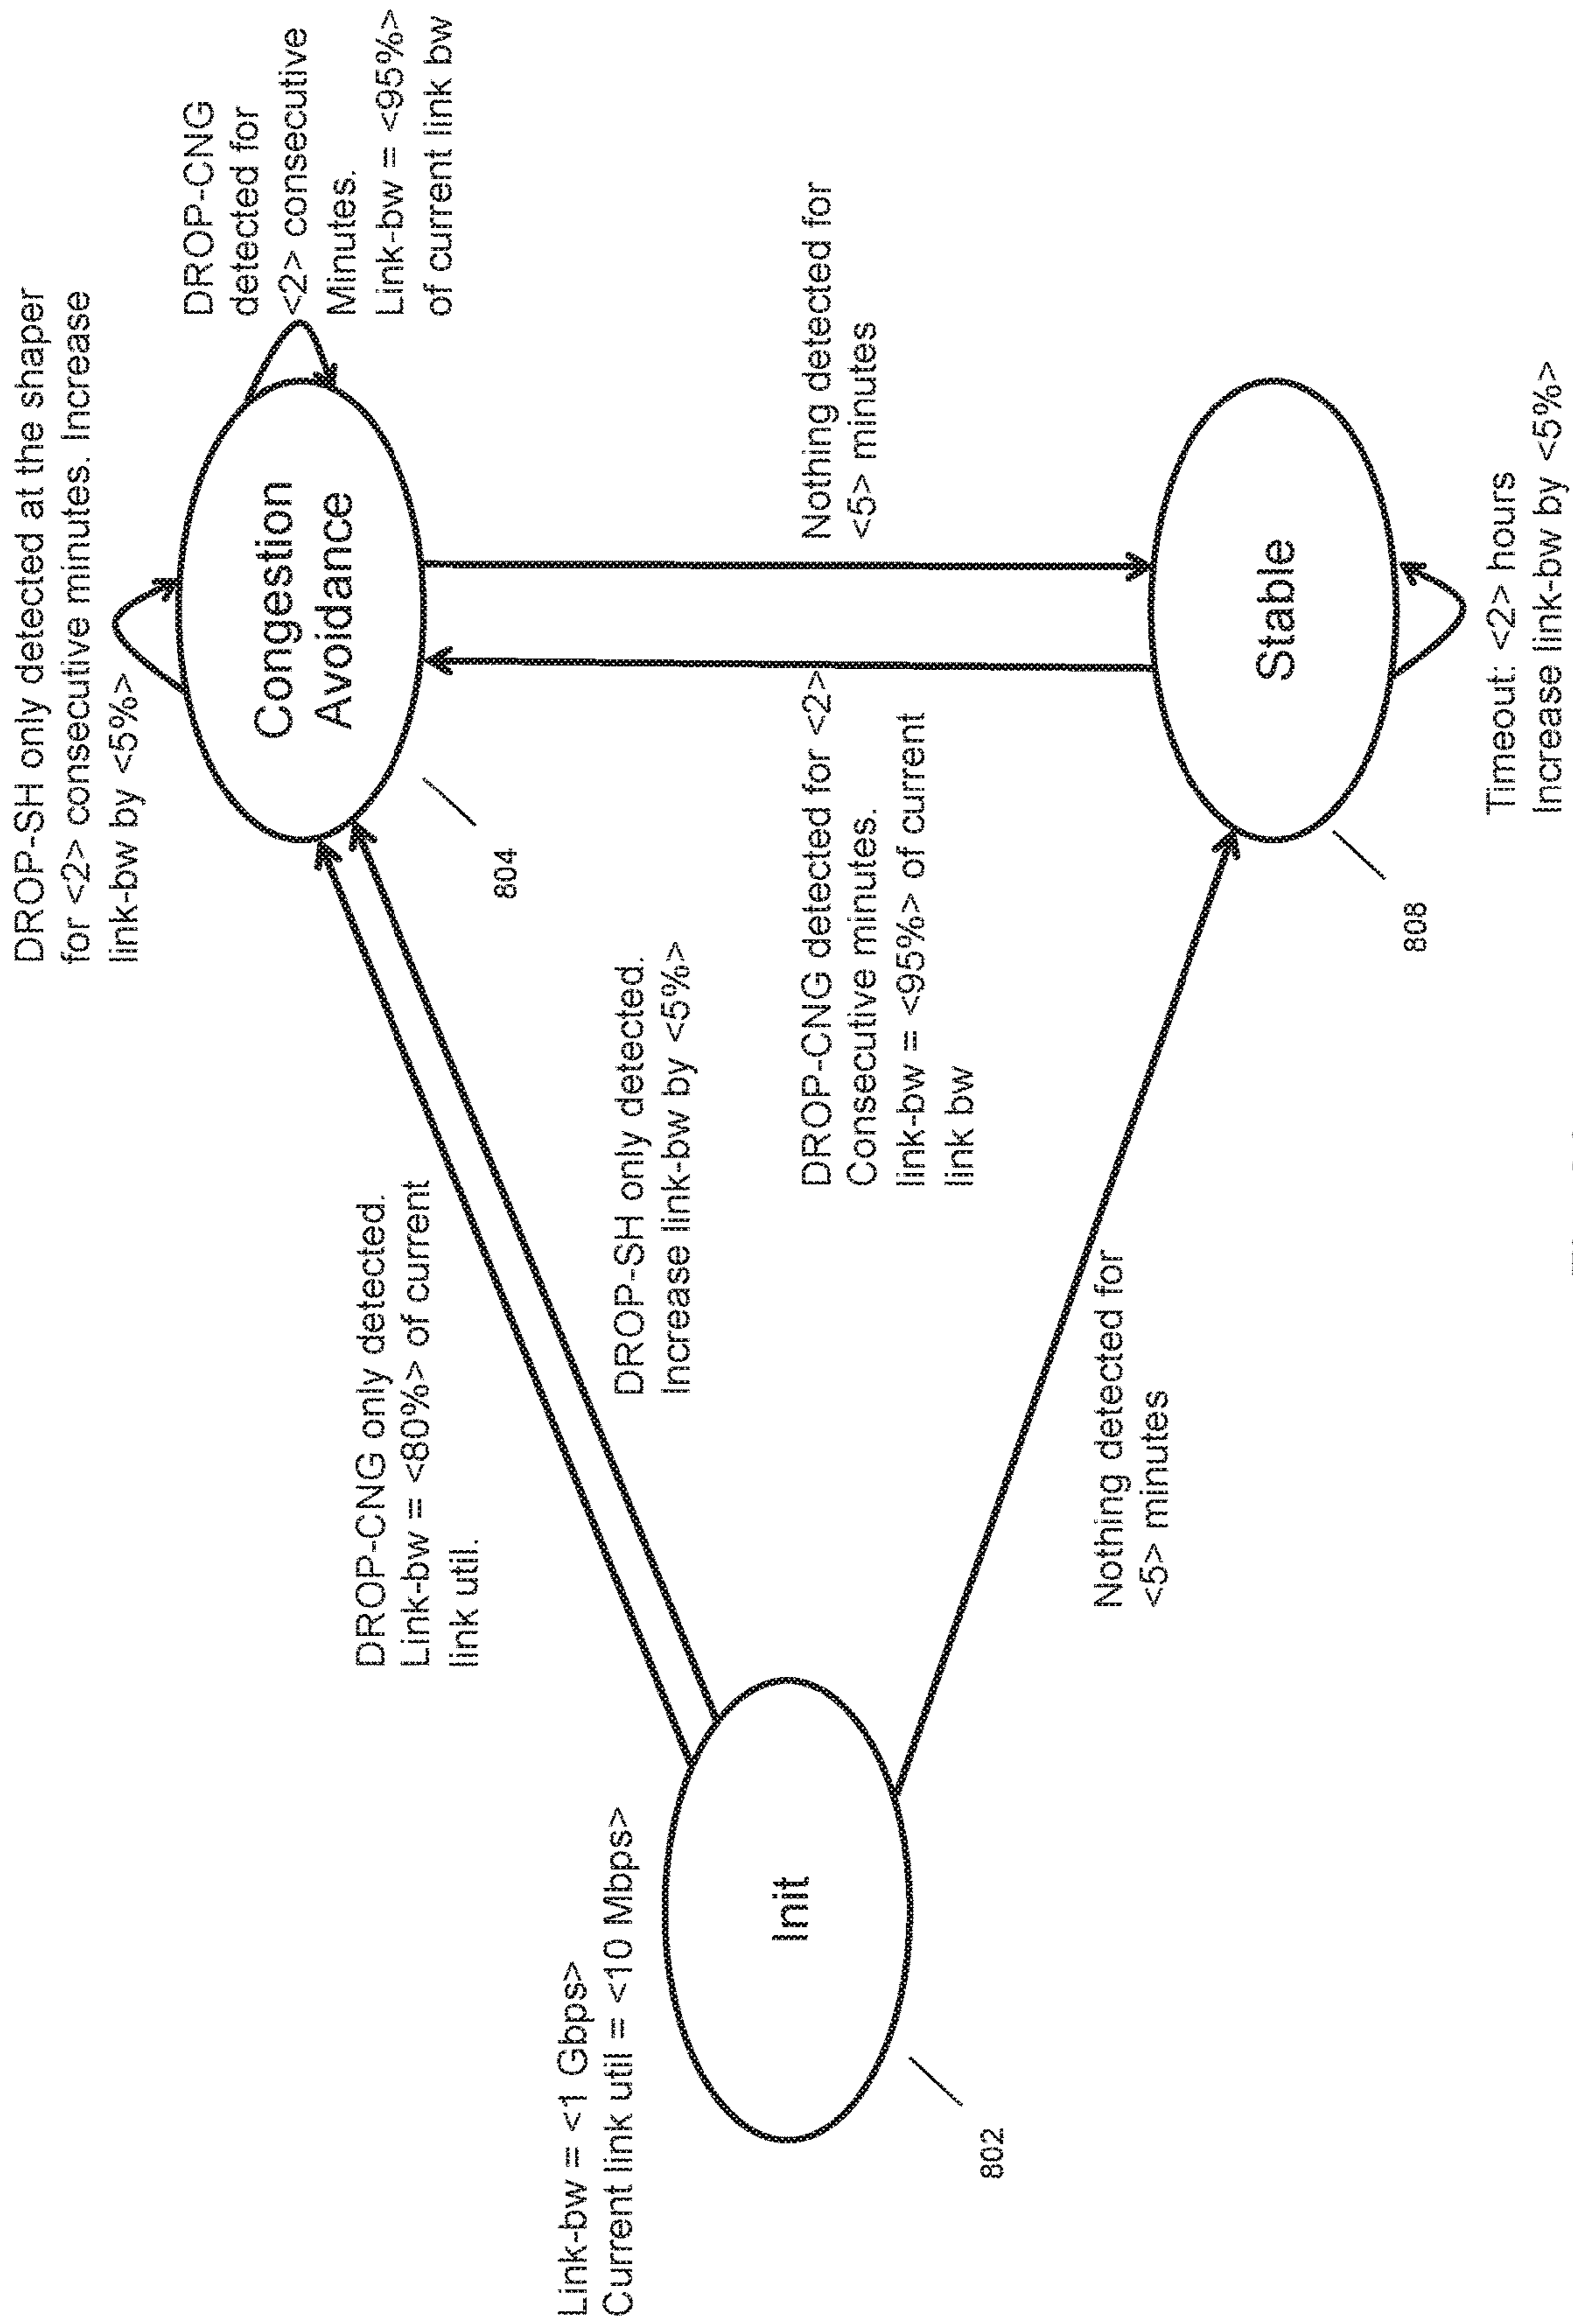 DROP-SH only detected at the shaper
for <2> consecutive minutes. Increase
link-bw by <5%>
DROP-CNG
detected for
<2> consecutive
Minutes.
Link-bw = <95%>
of current link bw
Congestion
Avoidance
804
DROP-CNG only detected.
Link-bw = <80%> of current
link util.
DROP-SH only detected.
Increase link-bw by <5%>
Link-bw = <1 Gbps>
Current link util = <10 Mbps>
Init
802
DROP-CNG detected for <2>
Consecutive minutes.
link-bw = <95%> of current
link bw
Nothing detected for
<5> minutes
Nothing detected for
<5> minutes
Stable
808
Timeout: <2> hours
Increase link-bw by <5%>